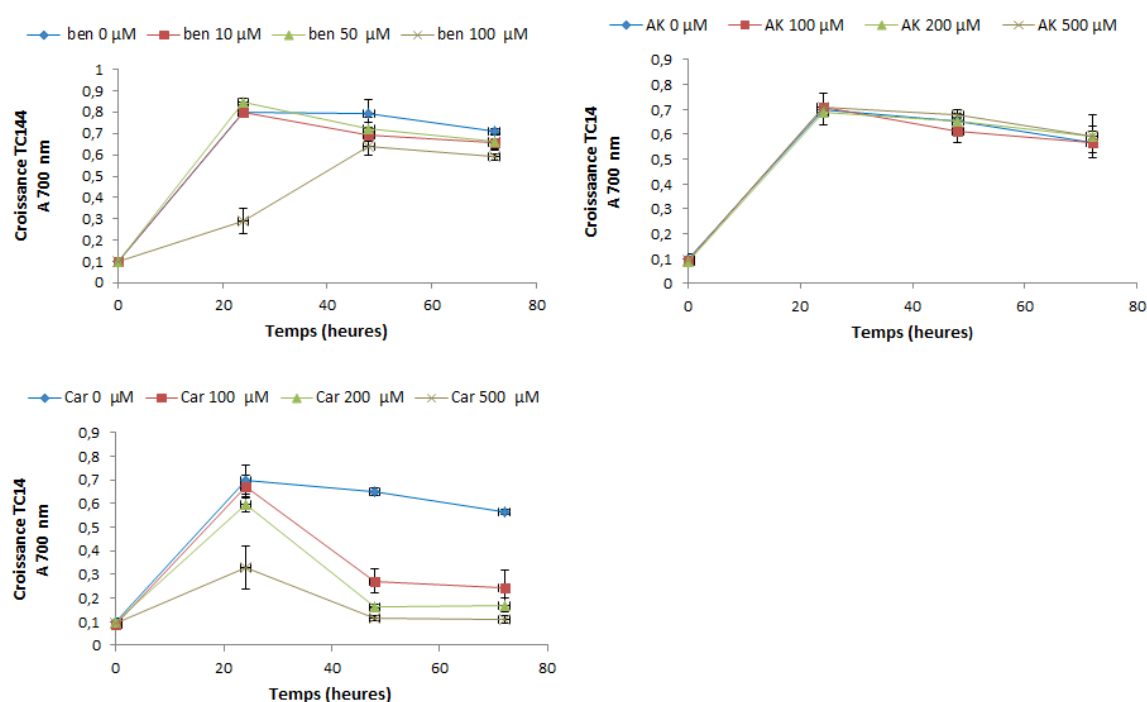 ben 0 µM ben 10 µM ben 50 µM ben 100 µM
Croissance TC144
A 700 nm
1
0,9
0,8
0,7
0,6
0,5
0,4
0,3
0,2
0,1
0
0 20 40 60 80
Temps (heures)
AK 0 µM AK 100 µM AK 200 µM AK 500 µM
Croissaance TC14
A 700 nm
0,9
0,8
0,7
0,6
0,5
0,4
0,3
0,2
0,1
0
0 20 40 60 80
Temps (heures)
Car 0 µM Car 100 µM Car 200 µM Car 500 µM
Croissance TC14
A 700 nm
0,9
0,8
0,7
0,6
0,5
0,4
0,3
0,2
0,1
0
0 20 40 60 80
Temps (heures)